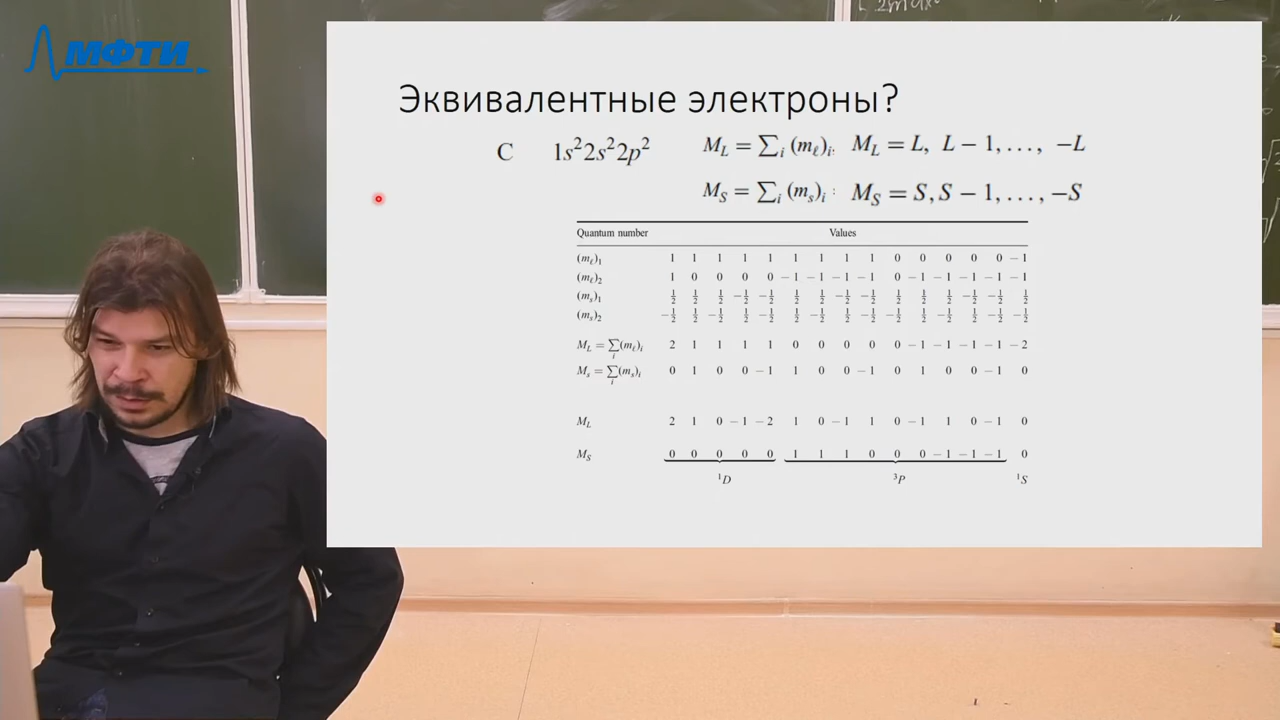 2max
МФТИ
Эквивалентные электроны?
C 1s²2s²2p² M_L = ∑_i (m_ℓ)_i; M_L = L, L − 1, . . . , −L
M_S = ∑_i (m_s)_i : M_S = S, S − 1, . . . , −S
Quantum number Values
(m_ℓ)₁ 1 1 1 1 1 1 1 1 1 0 0 0 0 0 −1
(m_ℓ)₂ 1 0 0 0 0 −1 −1 −1 −1 0 −1 −1 −1 −1 −1
(m_s)₁ ½ ½ ½ −½ −½ ½ ½ −½ −½ ½ ½ ½ −½ −½ ½
(m_s)₂ −½ ½ −½ ½ −½ ½ −½ ½ −½ −½ ½ −½ ½ −½ −½
M_L = ∑_i (m_ℓ)_i 2 1 1 1 1 0 0 0 0 0 −1 −1 −1 −1 −2
M_s = ∑_i (m_s)_i 0 1 0 0 −1 1 0 0 −1 0 1 0 0 −1 0
M_L 2 1 0 −1 −2 1 0 −1 1 0 −1 1 0 −1 0
M_S 0 0 0 0 0 1 1 1 0 0 0 −1 −1 −1 0
¹D ³P ¹S